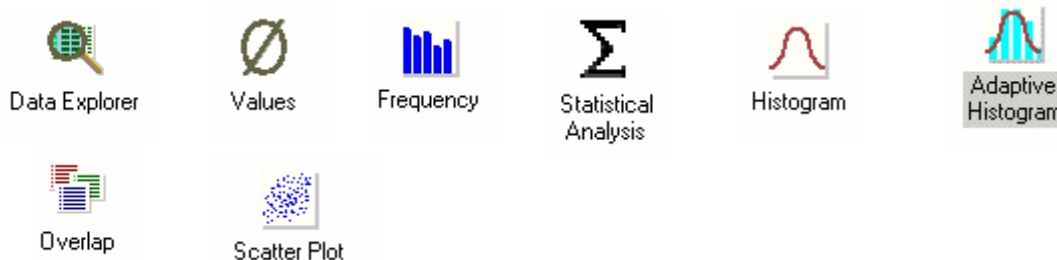 Data Explorer
Values
Frequency
Statistical
Analysis
Histogram
Adaptive
Histogram
Overlap
Scatter Plot